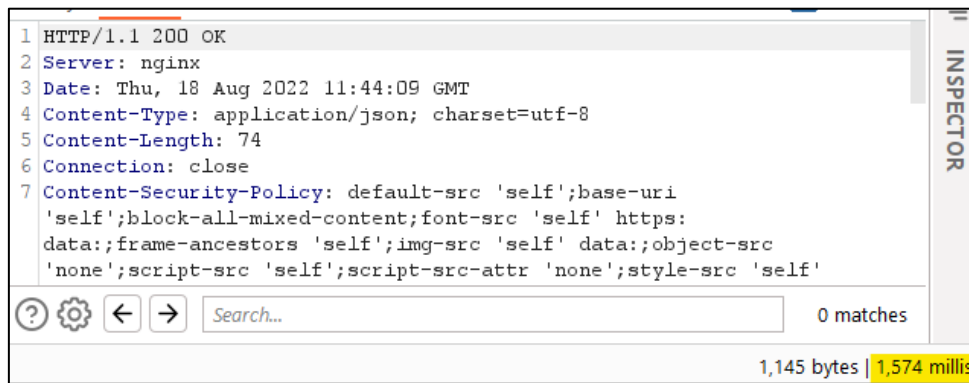 1 HTTP/1.1 200 OK
2 Server: nginx
3 Date: Thu, 18 Aug 2022 11:44:09 GMT
4 Content-Type: application/json; charset=utf-8
5 Content-Length: 74
6 Connection: close
7 Content-Security-Policy: default-src 'self';base-uri
'self';block-all-mixed-content;font-src 'self' https:
data:;frame-ancestors 'self';img-src 'self' data:;object-src
'none';script-src 'self';script-src-attr 'none';style-src 'self'
INSPECTOR
Search...
0 matches
1,145 bytes | 1,574 millis